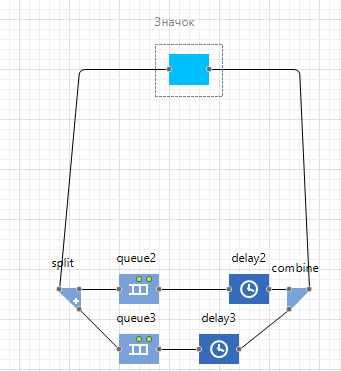 Значок
split
queue2
delay2
combine
queue3
delay3